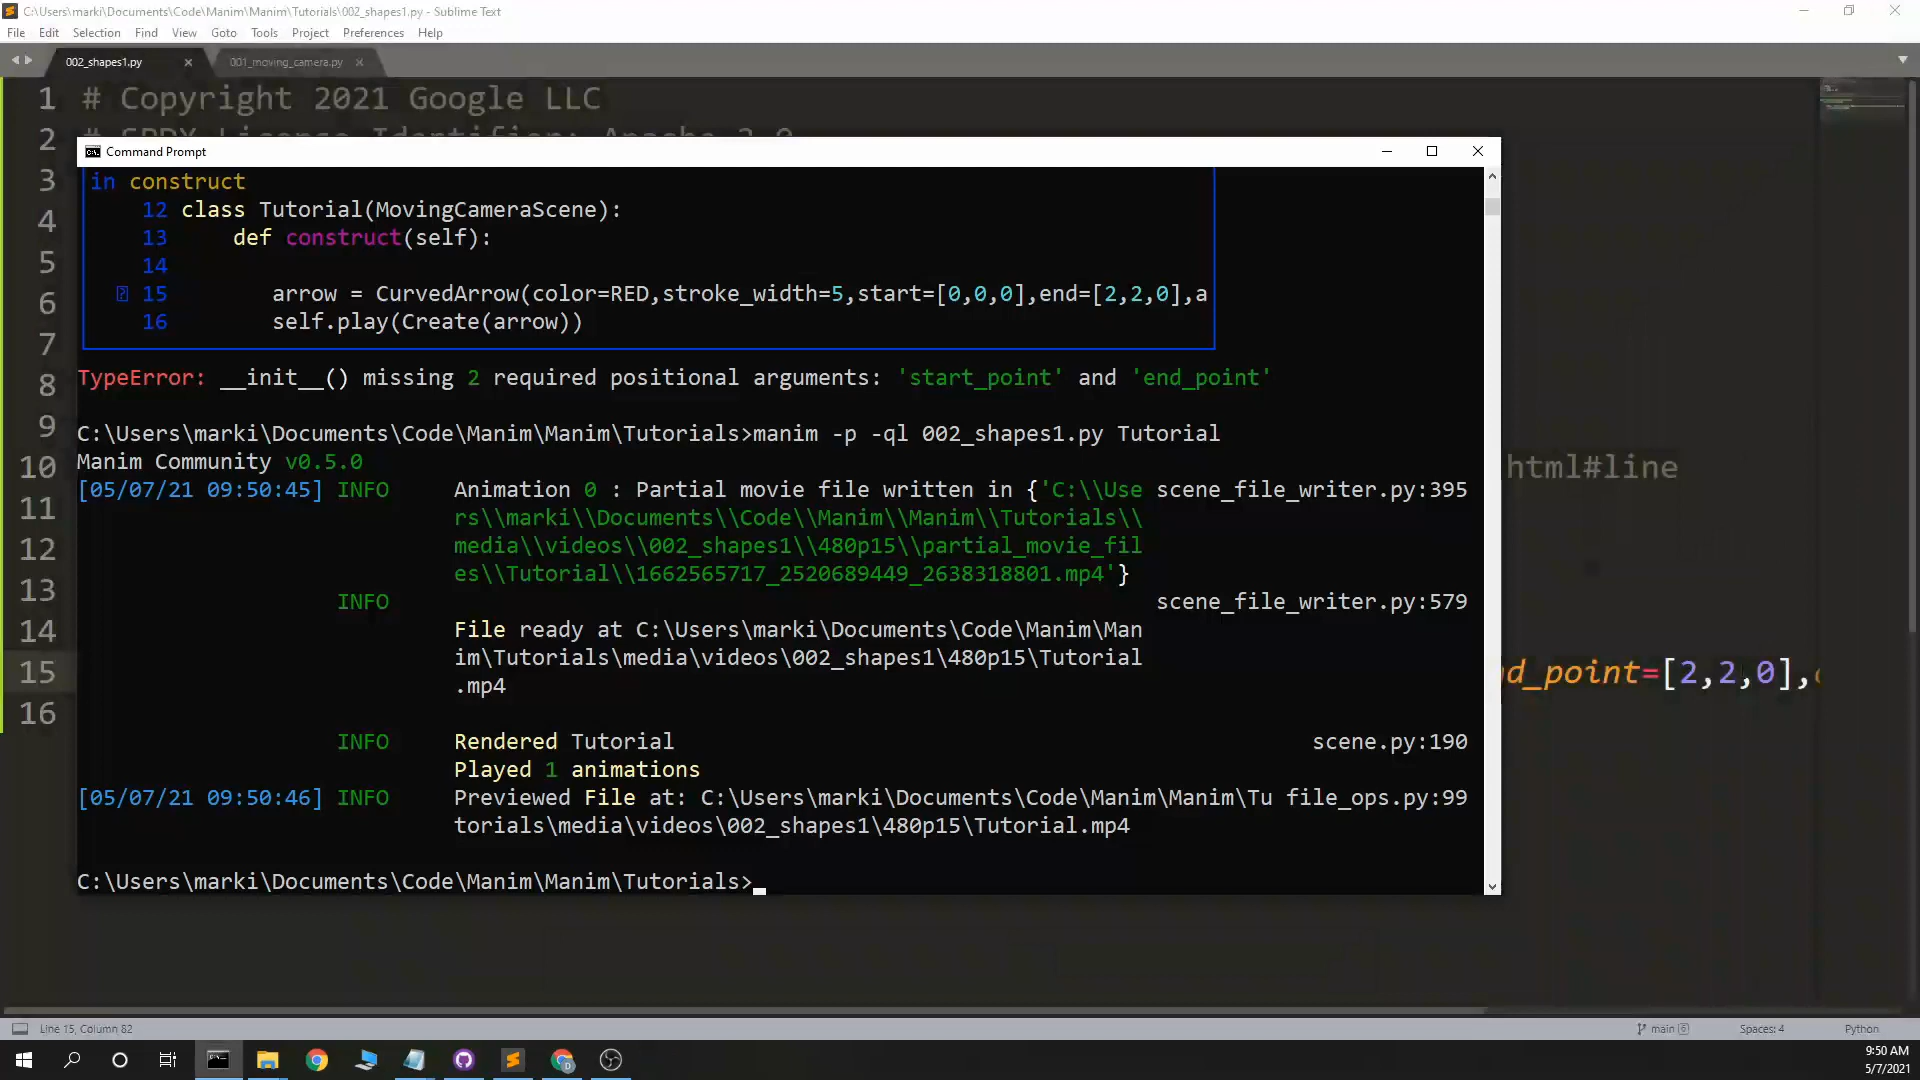 C:\Users\marki\Documents\Code\Manim\Manim\Tutorials\002_shapes1.py - Sublime Text
File Edit Selection Find View Goto Tools Project Preferences Help
002_shapes1.py
001_moving_camera.py
1 # Copyright 2021 Google LLC
2
3
4
5
6
7
8
9
10 html#line
11
12
13
14
15 d_point=[2,2,0],
16
Command Prompt
in construct
12 class Tutorial(MovingCameraScene):
13 def construct(self):
14
15 arrow = CurvedArrow(color=RED,stroke_width=5,start=[0,0,0],end=[2,2,0],a
16 self.play(Create(arrow))
TypeError: __init__() missing 2 required positional arguments: 'start_point' and 'end_point'
C:\Users\marki\Documents\Code\Manim\Manim\Tutorials>manim -p -ql 002_shapes1.py Tutorial
Manim Community v0.5.0
[05/07/21 09:50:45] INFO Animation 0 : Partial movie file written in {'C:\\Use scene_file_writer.py:395
rs\\marki\\Documents\\Code\\Manim\\Manim\\Tutorials\\
media\\videos\\002_shapes1\\480p15\\partial_movie_fil
es\\Tutorial\\1662565717_2520689449_2638318801.mp4'}
INFO scene_file_writer.py:579
File ready at C:\Users\marki\Documents\Code\Manim\Man
im\Tutorials\media\videos\002_shapes1\480p15\Tutorial
.mp4
INFO Rendered Tutorial scene.py:190
Played 1 animations
[05/07/21 09:50:46] INFO Previewed File at: C:\Users\marki\Documents\Code\Manim\Manim\Tu file_ops.py:99
torials\media\videos\002_shapes1\480p15\Tutorial.mp4
C:\Users\marki\Documents\Code\Manim\Manim\Tutorials>
Line 15, Column 82
main 6
Spaces: 4
Python
9:50 AM
5/7/2021